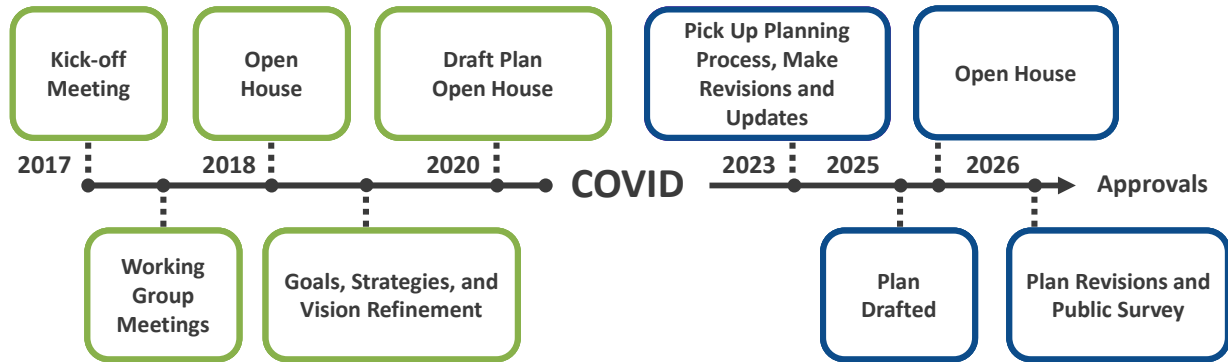 Kick-off
Meeting
Open
House
Draft Plan
Open House
Pick Up Planning
Process, Make
Revisions and
Updates
Open House
2017
2018
2020
COVID
2023
2025
2026
Approvals
Working
Group
Meetings
Goals, Strategies, and
Vision Refinement
Plan
Drafted
Plan Revisions and
Public Survey